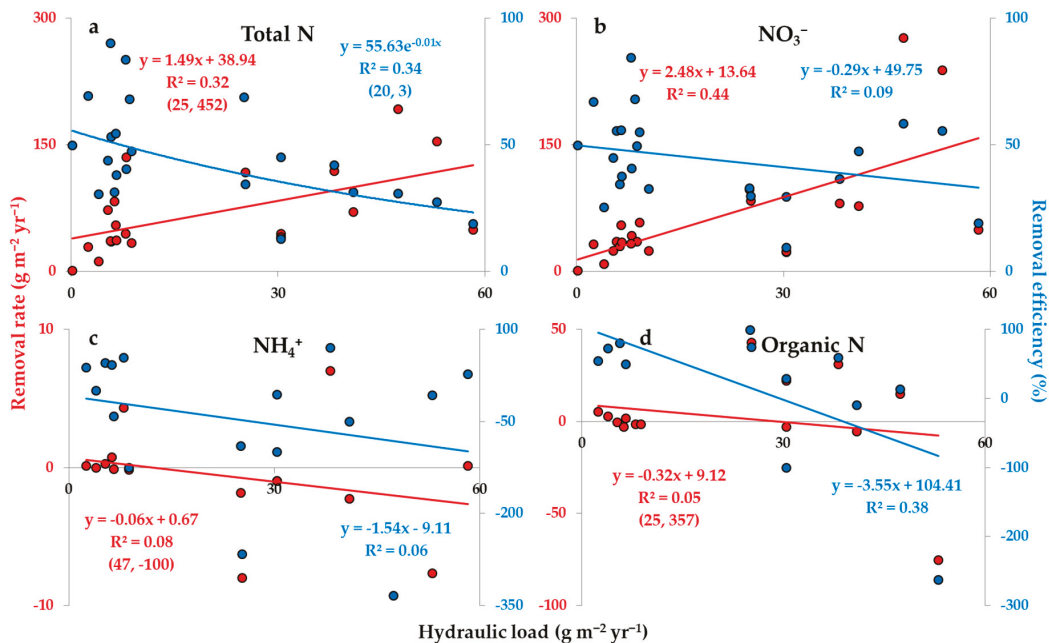 300
150
0
a
Total N
y = 1.49x + 38.94
R² = 0.32
(25, 452)
y = 55.63e⁻⁰·⁰¹ˣ
R² = 0.34
(20, 3)
100
50
0
0
30
60
300
150
0
b
NO₃⁻
y = 2.48x + 13.64
R² = 0.44
y = -0.29x + 49.75
R² = 0.09
100
50
0
0
30
60
10
0
-10
c
NH₄⁺
y = -0.06x + 0.67
R² = 0.08
(47, -100)
y = -1.54x - 9.11
R² = 0.06
100
-50
-200
-350
0
30
60
50
0
-50
-100
d
Organic N
y = -0.32x + 9.12
R² = 0.05
(25, 357)
y = -3.55x + 104.41
R² = 0.38
100
0
-100
-200
-300
0
30
60
Removal rate (g m⁻² yr⁻¹)
Removal efficiency (%)
Hydraulic load (g m⁻² yr⁻¹)